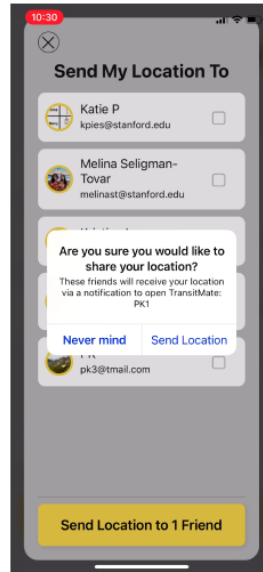 10:30
Send My Location To
Katie P
kpies@stanford.edu
Melina Seligman-
Tovar
melinast@stanford.edu
Are you sure you would like to
share your location?
These friends will receive your location
via a notification to open TransitMate:
PK1
Never mind
Send Location
pk3@tmail.com
Send Location to 1 Friend